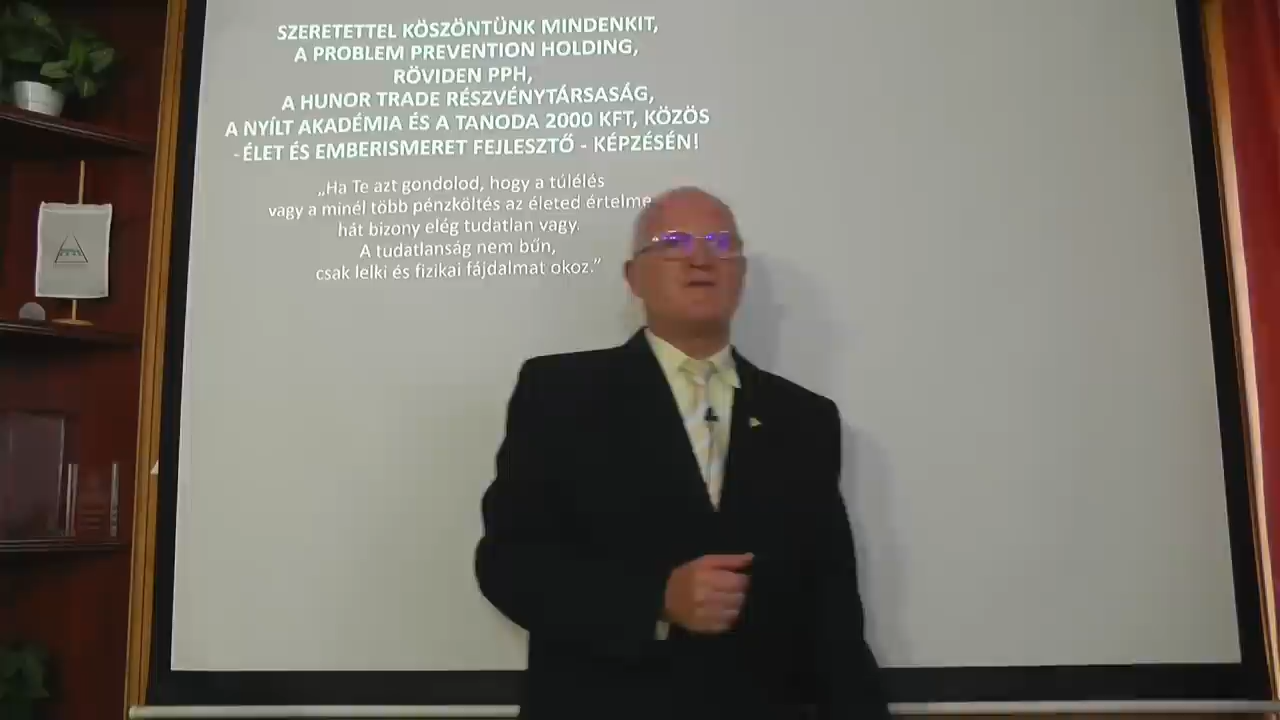 SZERETETTEL KÖSZÖNTÜNK MINDENKIT,
A PROBLEM PREVENTION HOLDING,
RÖVIDEN PPH,
A HUNOR TRADE RÉSZVÉNYTÁRSASÁG,
A NYÍLT AKADÉMIA ÉS A TANODA 2000 KFT, KÖZÖS
- ÉLET ÉS EMBERISMERET FEJLESZTŐ - KÉPZÉSÉN!
„Ha Te azt gondolod, hogy a túlélés
vagy a minél több pénzköltés az életed értelme
hát bizony elég tudatlan vagy.
A tudatlanság nem bűn,
csak lelki és fizikai fájdalmat okoz.”